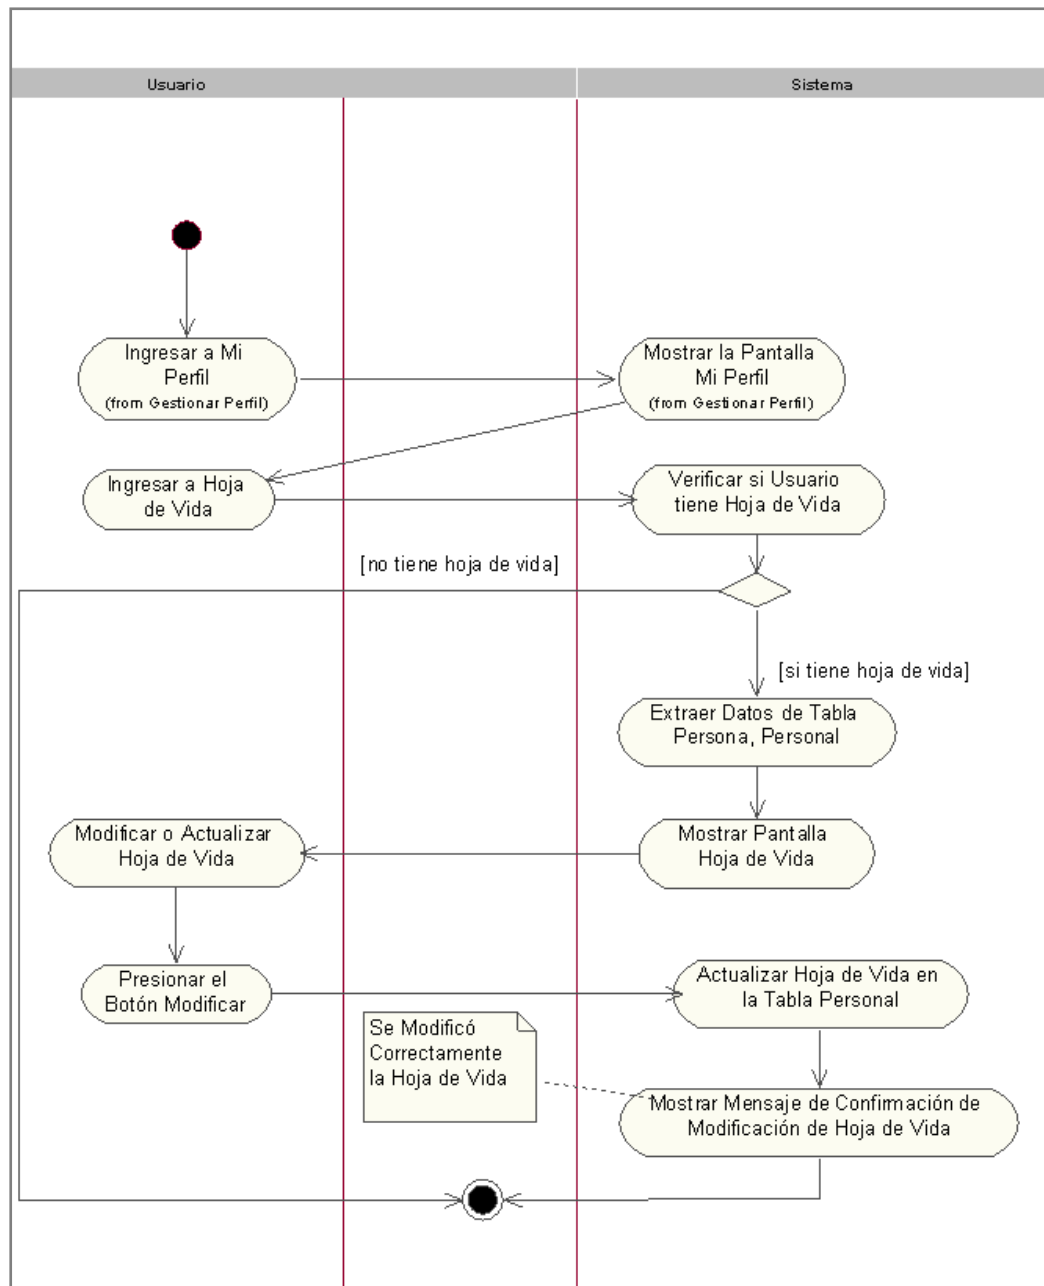 Usuario
Sistema
Ingresar a Mi
Perfil
(from Gestionar Perfil)
Mostrar la Pantalla
Mi Perfil
(from Gestionar Perfil)
Ingresar a Hoja
de Vida
Verificar si Usuario
tiene Hoja de Vida
[no tiene hoja de vida]
[si tiene hoja de vida]
Extraer Datos de Tabla
Persona, Personal
Modificar o Actualizar
Hoja de Vida
Mostrar Pantalla
Hoja de Vida
Presionar el
Botón Modificar
Actualizar Hoja de Vida en
la Tabla Personal
Se Modificó
Correctamente
la Hoja de Vida
Mostrar Mensaje de Confirmación de
Modificación de Hoja de Vida